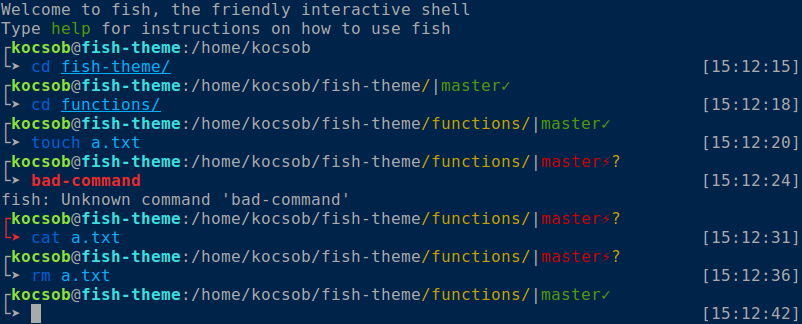 Welcome to fish, the friendly interactive shell
Type help for instructions on how to use fish
┌kocsob@fish-theme:/home/kocsob
└➤ cd fish-theme/ [15:12:15]
┌kocsob@fish-theme:/home/kocsob/fish-theme/|master✓
└➤ cd functions/ [15:12:18]
┌kocsob@fish-theme:/home/kocsob/fish-theme/functions/|master✓
└➤ touch a.txt [15:12:20]
┌kocsob@fish-theme:/home/kocsob/fish-theme/functions/|master⚡?
└➤ bad-command [15:12:24]
fish: Unknown command 'bad-command'
┌kocsob@fish-theme:/home/kocsob/fish-theme/functions/|master⚡?
└➤ cat a.txt [15:12:31]
┌kocsob@fish-theme:/home/kocsob/fish-theme/functions/|master⚡?
└➤ rm a.txt [15:12:36]
┌kocsob@fish-theme:/home/kocsob/fish-theme/functions/|master✓
└➤ [15:12:42]